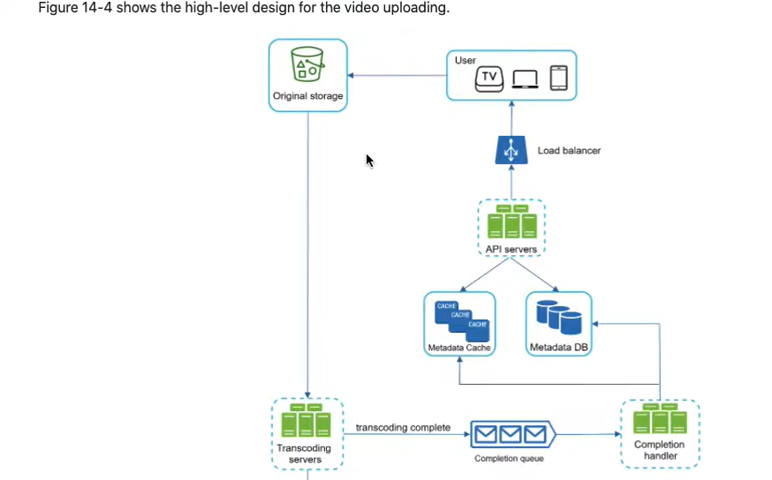 Figure 14-4 shows the high-level design for the video uploading.
User
TV
Original storage
Load balancer
API servers
CACHE
CACHE
CACHE
Metadata Cache
Metadata DB
transcoding complete
Transcoding
servers
Completion queue
Completion
handler